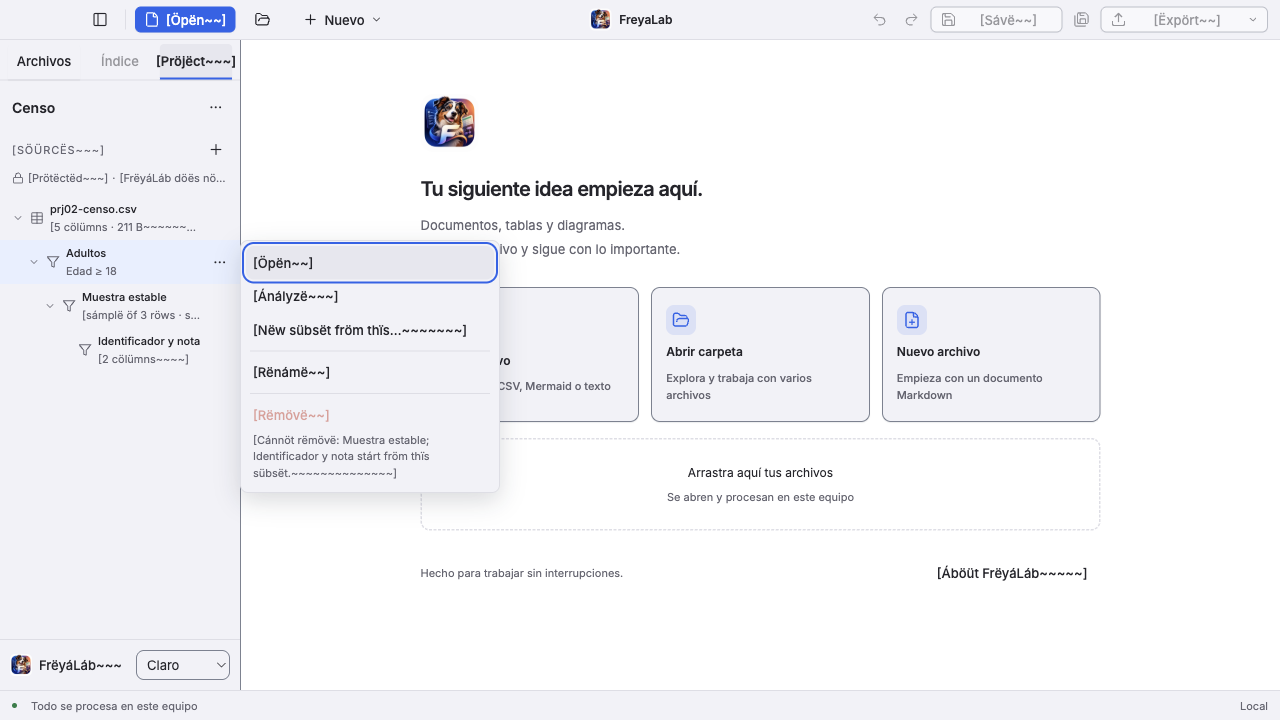 [Öpën~~]
Nuevo
FreyaLab
[Sávë~~]
[Ëxpört~~]
Archivos
Índice
[Pröjëct~~~]
Censo
[SÖÜRCËS~~~]
[Prötëctëd~~~] · [FrëyáLáb döës nö...
prj02-censo.csv
[5 cölümns · 211 B~~~~~~...
Adultos
Edad ≥ 18
Muestra estable
[sámplë öf 3 röws · s...
Identificador y nota
[2 cölümns~~~~]
[Öpën~~]
[Ánályzë~~~]
[Nëw sübsët fröm thïs...~~~~~~~]
[Rënámë~~]
[Rëmövë~~]
[Cánnöt rëmövë: Muestra estable;
Identificador y nota stárt fröm thïs
sübsët.~~~~~~~~~~~~~~]
Tu siguiente idea empieza aquí.
Documentos, tablas y diagramas.
ivo y sigue con lo importante.
vo
CSV, Mermaid o texto
Abrir carpeta
Explora y trabaja con varios
archivos
Nuevo archivo
Empieza con un documento
Markdown
Arrastra aquí tus archivos
Se abren y procesan en este equipo
Hecho para trabajar sin interrupciones.
[Áböüt FrëyáLáb~~~~~]
FrëyáLáb~~~
Claro
Todo se procesa en este equipo
Local